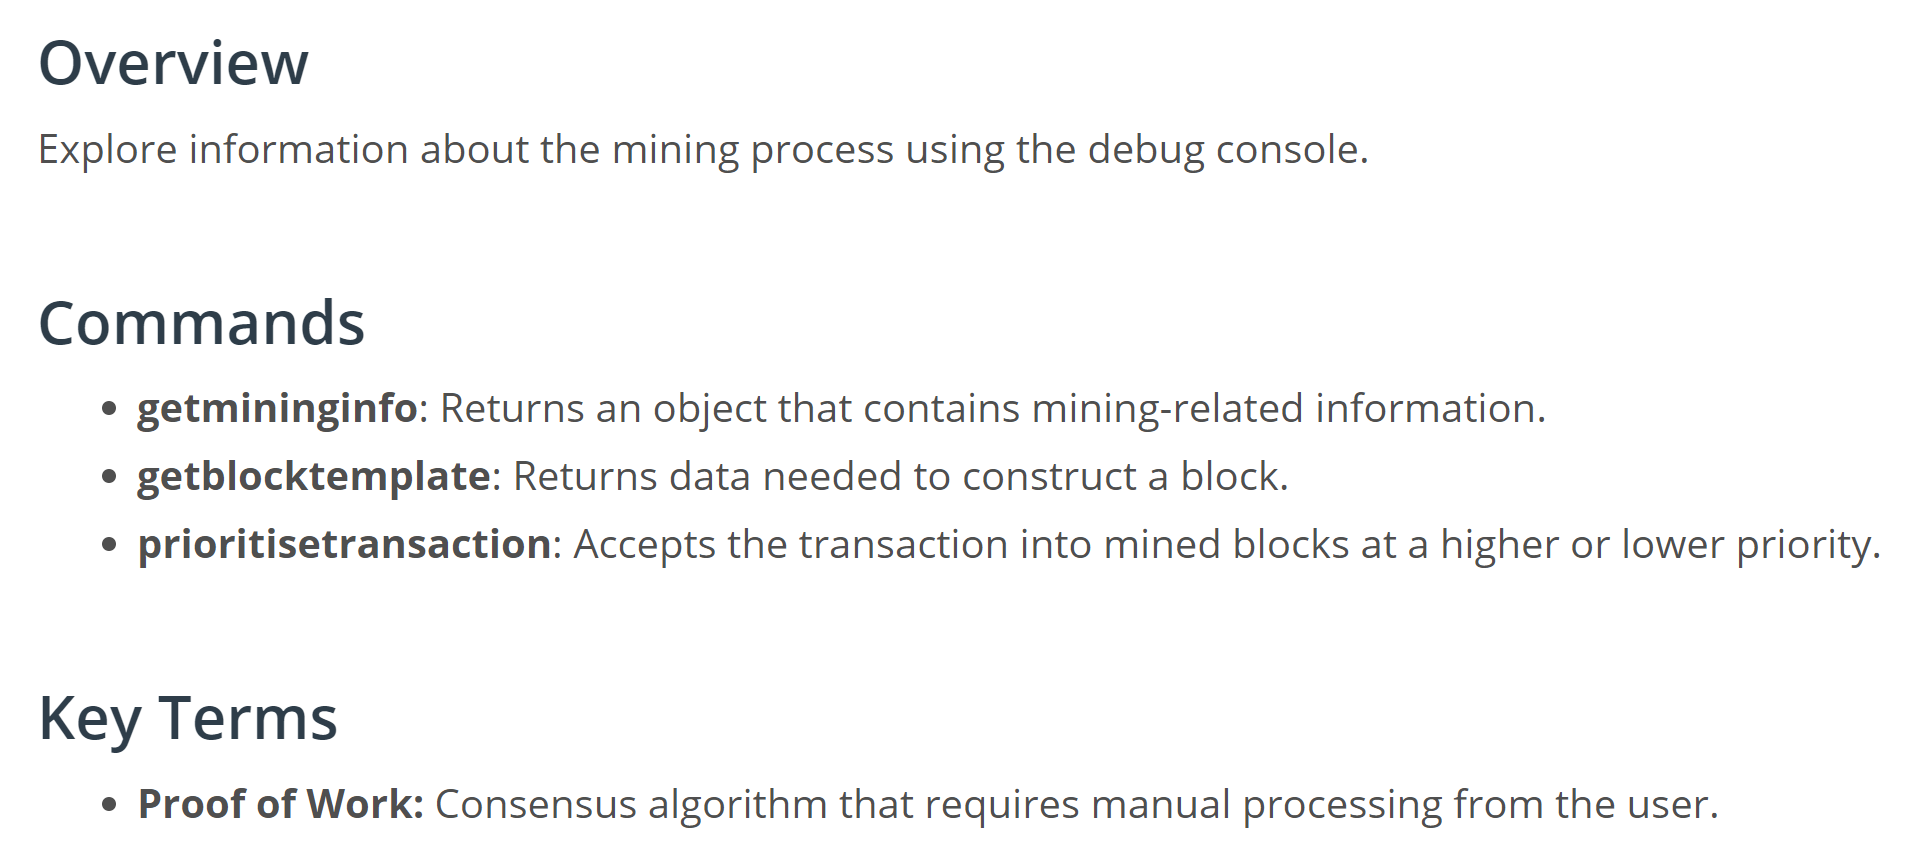 Overview
Explore information about the mining process using the debug console.
Commands
• getmininginfo: Returns an object that contains mining-related information.
• getblocktemplate: Returns data needed to construct a block.
• prioritisetransaction: Accepts the transaction into mined blocks at a higher or lower priority.
Key Terms
• Proof of Work: Consensus algorithm that requires manual processing from the user.